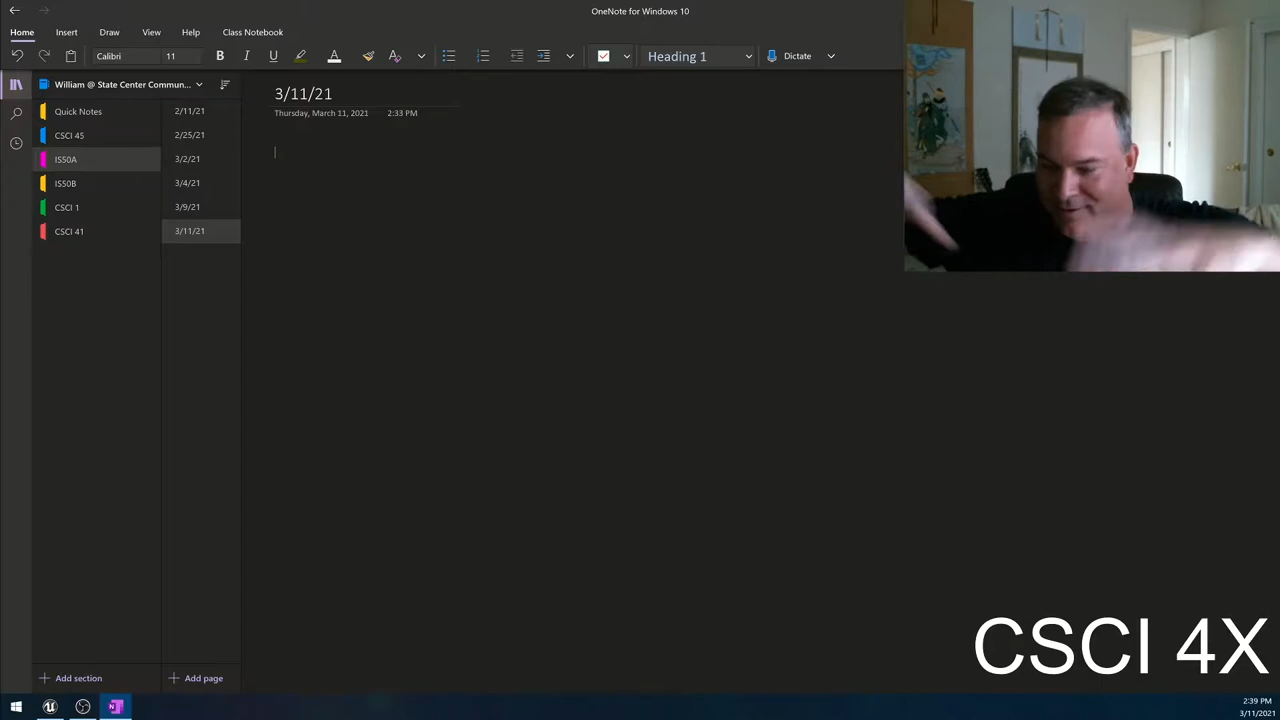 OneNote for Windows 10
Home Insert Draw View Help Class Notebook
Calibri 11 B I U A A Heading 1 Dictate
William @ State Center Commun...
Quick Notes 2/11/21
CSCI 45 2/25/21
IS50A 3/2/21
IS50B 3/4/21
CSCI 1 3/9/21
CSCI 41 3/11/21
3/11/21
Thursday, March 11, 2021 2:33 PM
CSCI 4X
Add section Add page
2:39 PM
3/11/2021